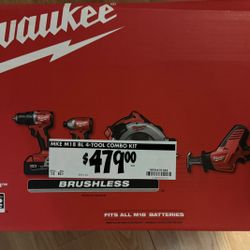 waukee
MKE M18 BL 4-TOOL COMBO KIT
$479.00
BRUSHLESS
FITS ALL M18 BATTERIES